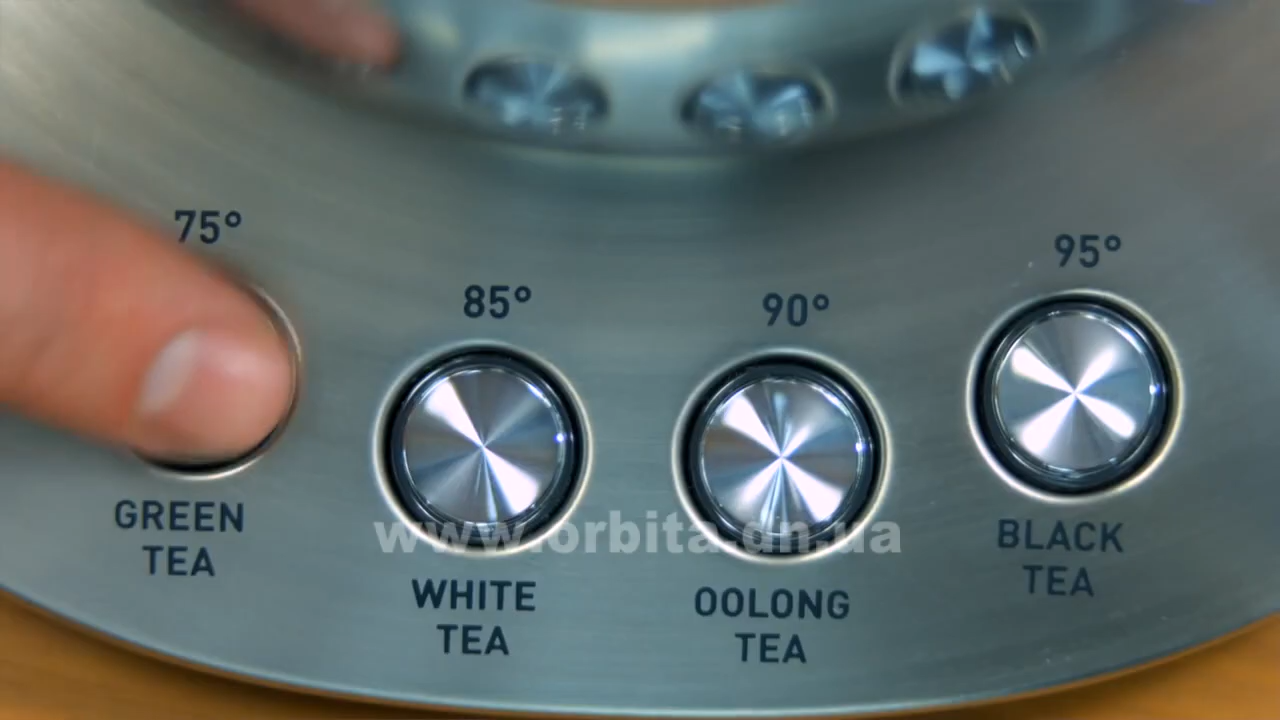 75°
GREEN
TEA
85°
WHITE
TEA
90°
OOLONG
TEA
95°
BLACK
TEA
www.orbita.dn.ua